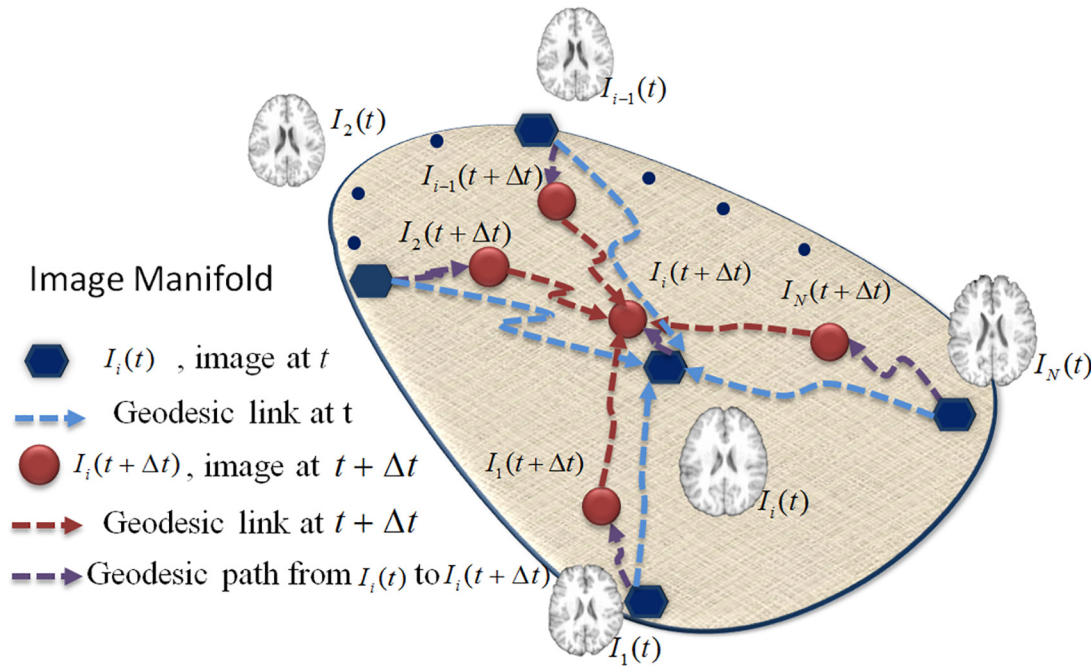 I_{i-1}(t)
I_2(t)
I_{i-1}(t + Δt)
I_2(t + Δt)
I_i(t + Δt)
I_N(t + Δt)
I_N(t)
I_1(t + Δt)
I_i(t)
I_1(t)
Image Manifold
I_i(t) , image at t
Geodesic link at t
I_i(t + Δt) , image at t + Δt
Geodesic link at t + Δt
Geodesic path from I_i(t) to I_i(t + Δt)